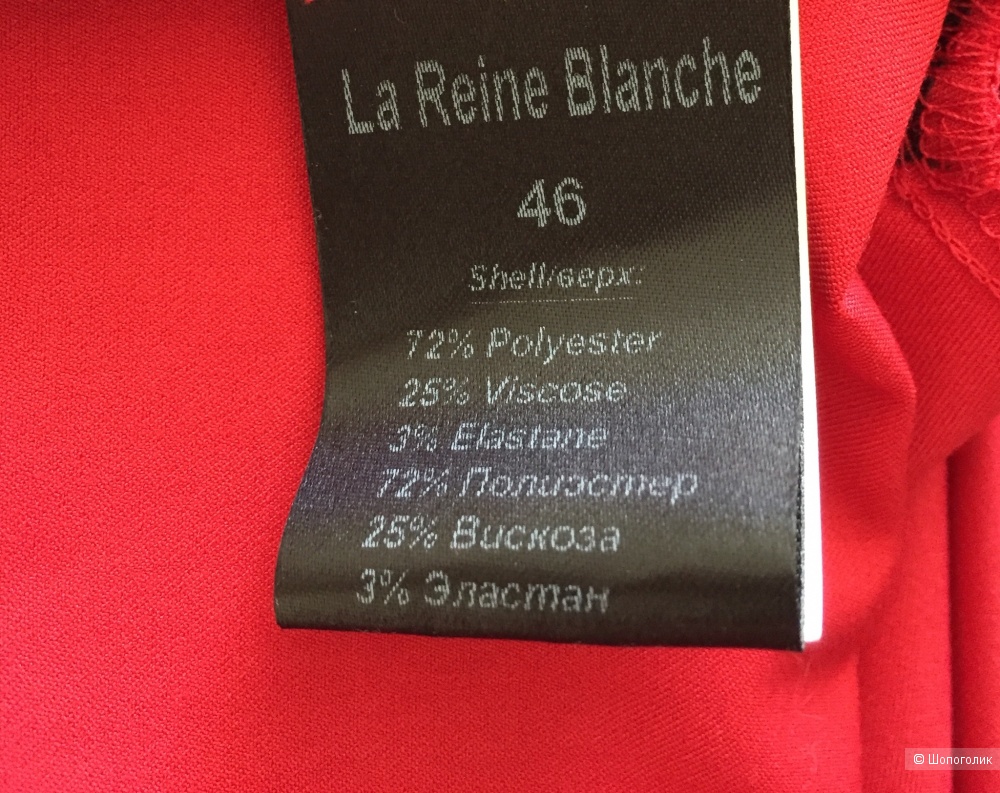 La Reine Blanche
46
Shell/верх:
72% Polyester
25% Viscose
3% Elastane
72% Полиэстер
25% Вискоза
3% Эластан
© Шопоголик